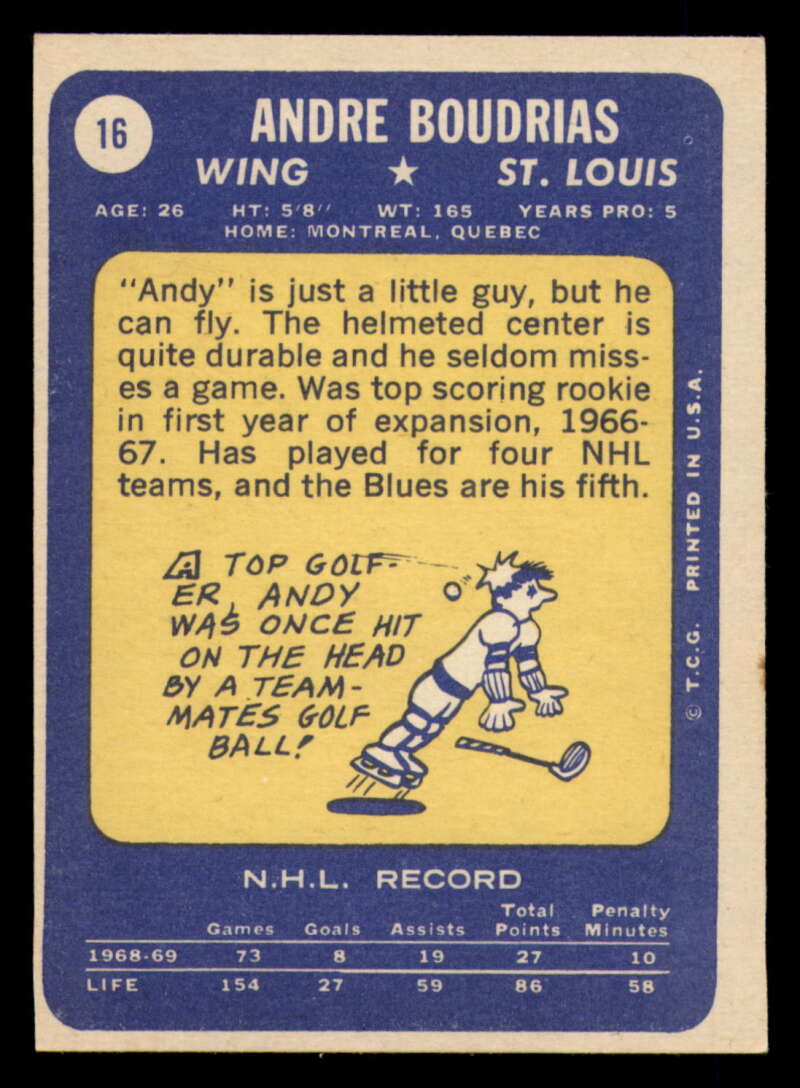 16
ANDRE BOUDRIAS
WING ★ ST. LOUIS
AGE: 26 HT: 5'8'' WT: 165 YEARS PRO: 5
HOME: MONTREAL, QUEBEC
"Andy" is just a little guy, but he
can fly. The helmeted center is
quite durable and he seldom miss-
es a game. Was top scoring rookie
in first year of expansion, 1966-
67. Has played for four NHL
teams, and the Blues are his fifth.
A TOP GOLF-
ER, ANDY
WAS ONCE HIT
ON THE HEAD
BY A TEAM-
MATES GOLF
BALL!
© T.C.G. PRINTED IN U.S.A.
N.H.L. RECORD
Games Goals Assists Total Points Penalty Minutes
1968-69 73 8 19 27 10
LIFE 154 27 59 86 58